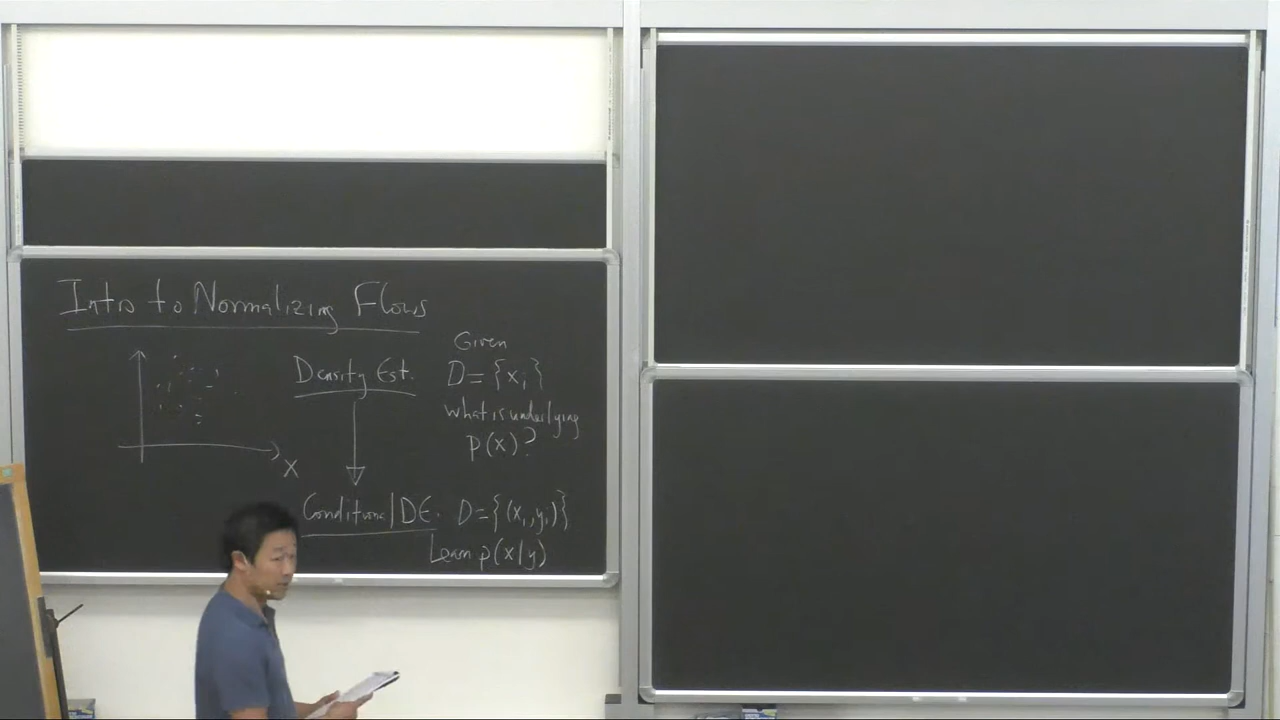 Intro to Normalizing Flows
Density Est.
Given
D = {xᵢ}
what is underlying
p(x)?
x
Conditional DE.
D = {(xᵢ, yᵢ)}
Learn p(x|y)